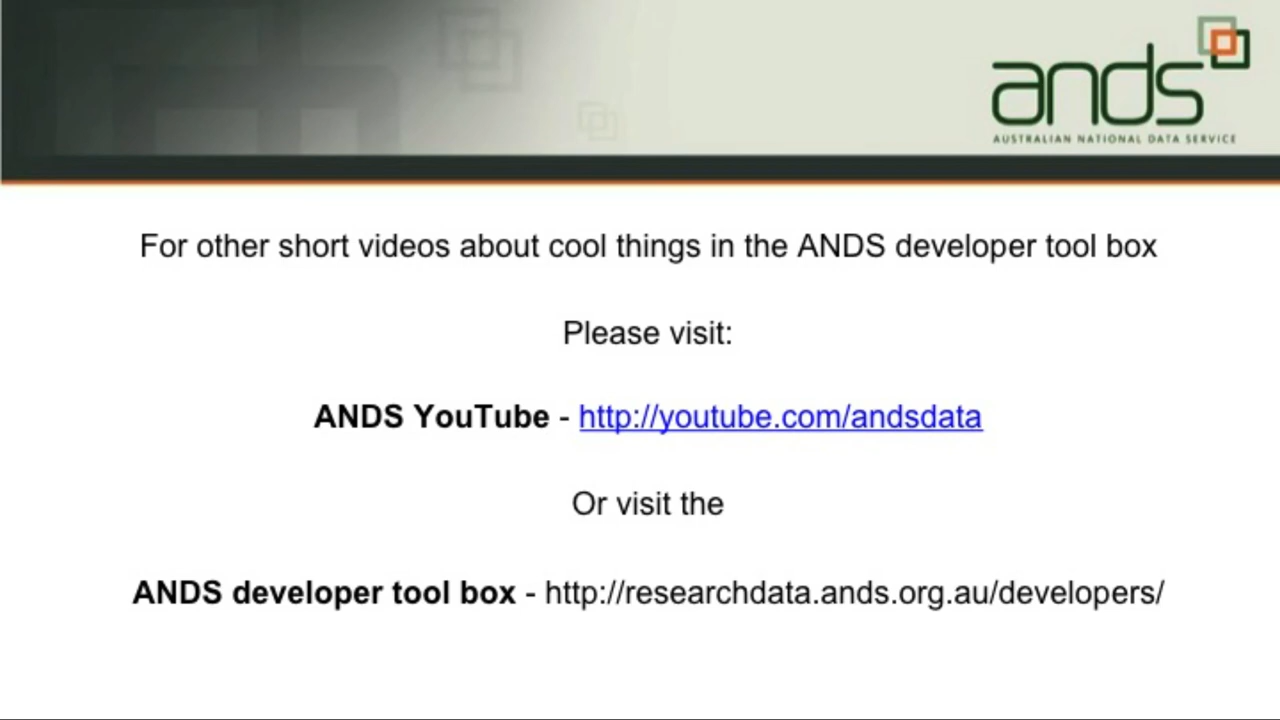 ands
AUSTRALIAN NATIONAL DATA SERVICE
For other short videos about cool things in the ANDS developer tool box
Please visit:
ANDS YouTube - http://youtube.com/andsdata
Or visit the
ANDS developer tool box - http://researchdata.ands.org.au/developers/